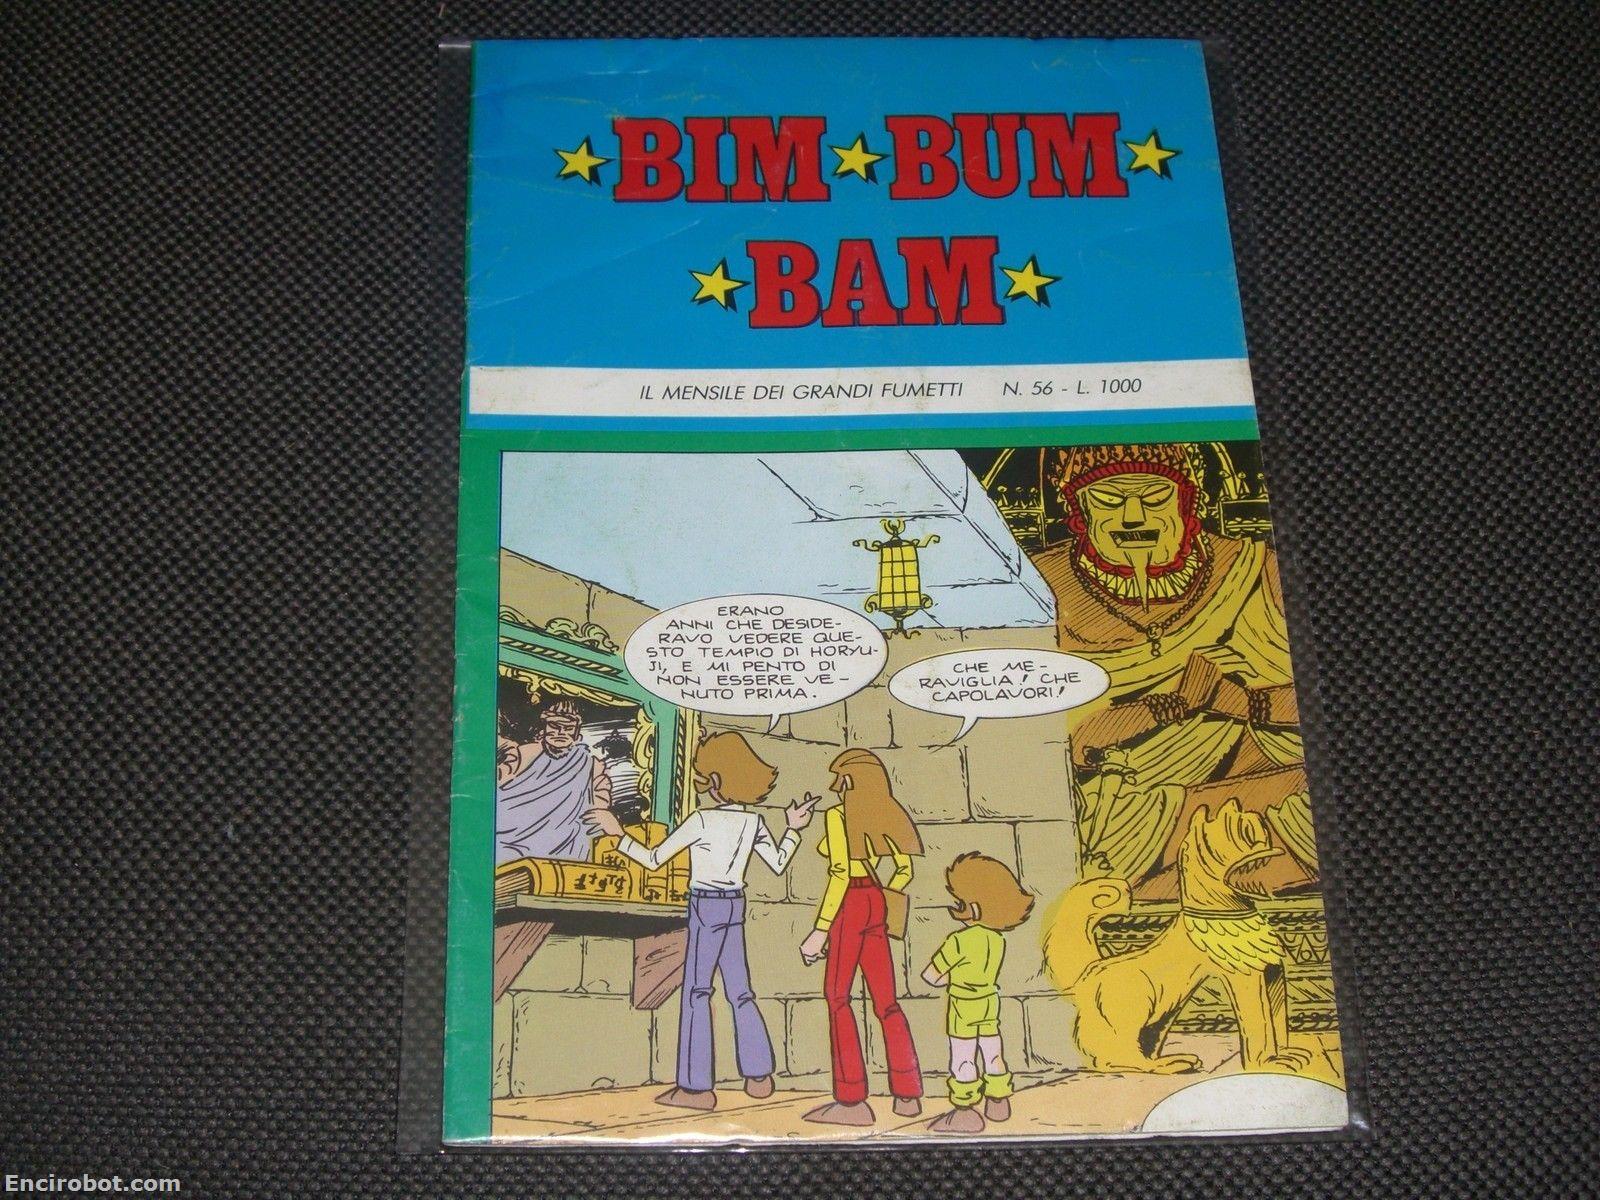 BIM BUM
BAM
IL MENSILE DEI GRANDI FUMETTI N. 56 - L. 1000
ERANO
ANNI CHE DESIDE-
RAVO VEDERE QUE-
STO TEMPIO DI HORYU-
JI, E MI PENTO DI
NON ESSERE VE-
NUTO PRIMA.
CHE ME-
RAVIGLIA! CHE
CAPOLAVORI!
Encirobot.com